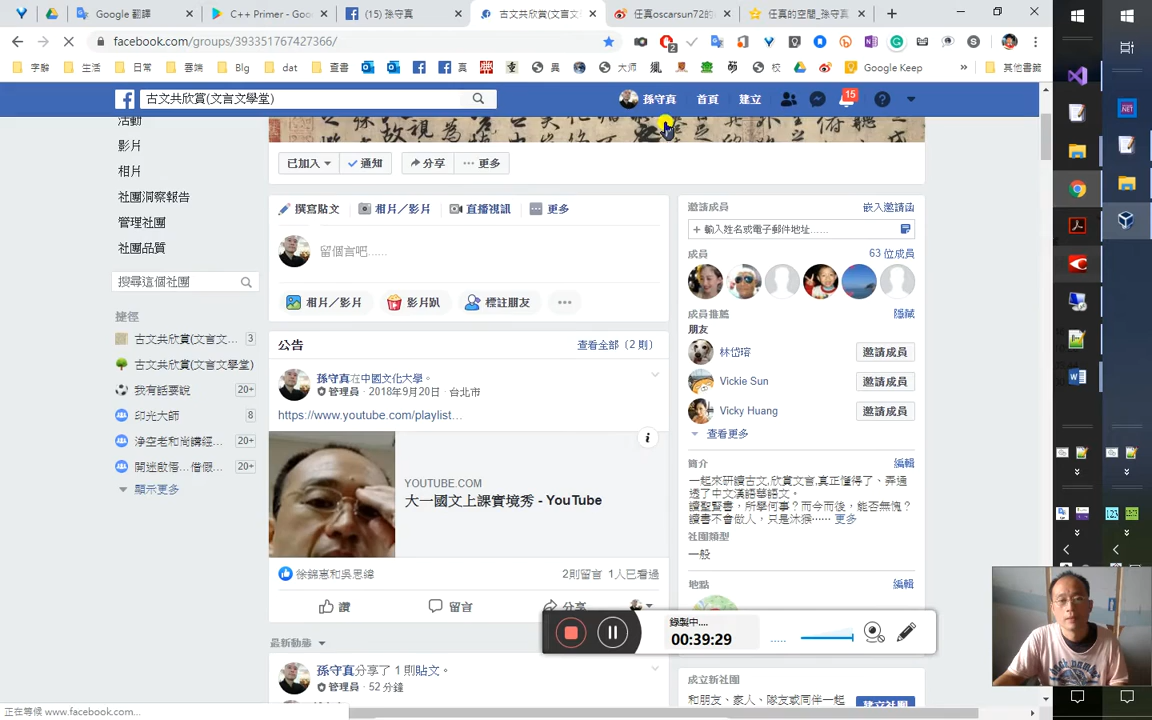 Google 翻譯
C++ Primer - Goo
(15) 孫守真
古文共欣賞(文言文
任真oscarsun72的
任真的空間_孫守真
facebook.com/groups/393351767427366/
字辭
生活
日常
雲端
Blg
dat
查書
真
異
大師
校
Google Keep
其他書籤
古文共欣賞(文言文學堂)
孫守真
首頁
建立
15
活動
影片
相片
社團洞察報告
管理社團
社團品質
搜尋這個社團
捷徑
古文共欣賞(文言文... 3
古文共欣賞(文言文學堂)
我有話要說 20+
印光大師 8
淨空老和尚講經... 20+
開迷啟悟...借假... 20+
顯示更多
已加入
通知
分享
更多
撰寫貼文
相片／影片
直播視訊
更多
留個言吧......
相片／影片
影片趴
標註朋友
公告
查看全部（2 則）
孫守真在中國文化大學。
管理員 · 2018年9月20日 · 台北市
https://www.youtube.com/playlist...
YOUTUBE.COM
大一國文上課實境秀 - YouTube
徐錦惠和吳思緯
2則留言 1人已看過
讚
留言
分享
最新動態
孫守真分享了 1 則貼文。
管理員 · 52 分鐘
邀請成員
嵌入邀請函
輸入姓名或電子郵件地址......
成員
63 位成員
成員推薦
隱藏
朋友
林岱瑢
邀請成員
Vickie Sun
邀請成員
Vicky Huang
邀請成員
查看更多
簡介
編輯
一起來研讀古文,欣賞文言,真正懂得了、弄通
透了中文漢語華語文。
讀聖賢書，所學何事？而今而後，能否無愧？
讀書不會做人，只是沐猴...... 更多
社團類型
一般
地點
編輯
錄製中....
00:39:29
成立新社團
和朋友、家人、隊友或同伴一起
建立社團
正在等候 www.facebook.com...